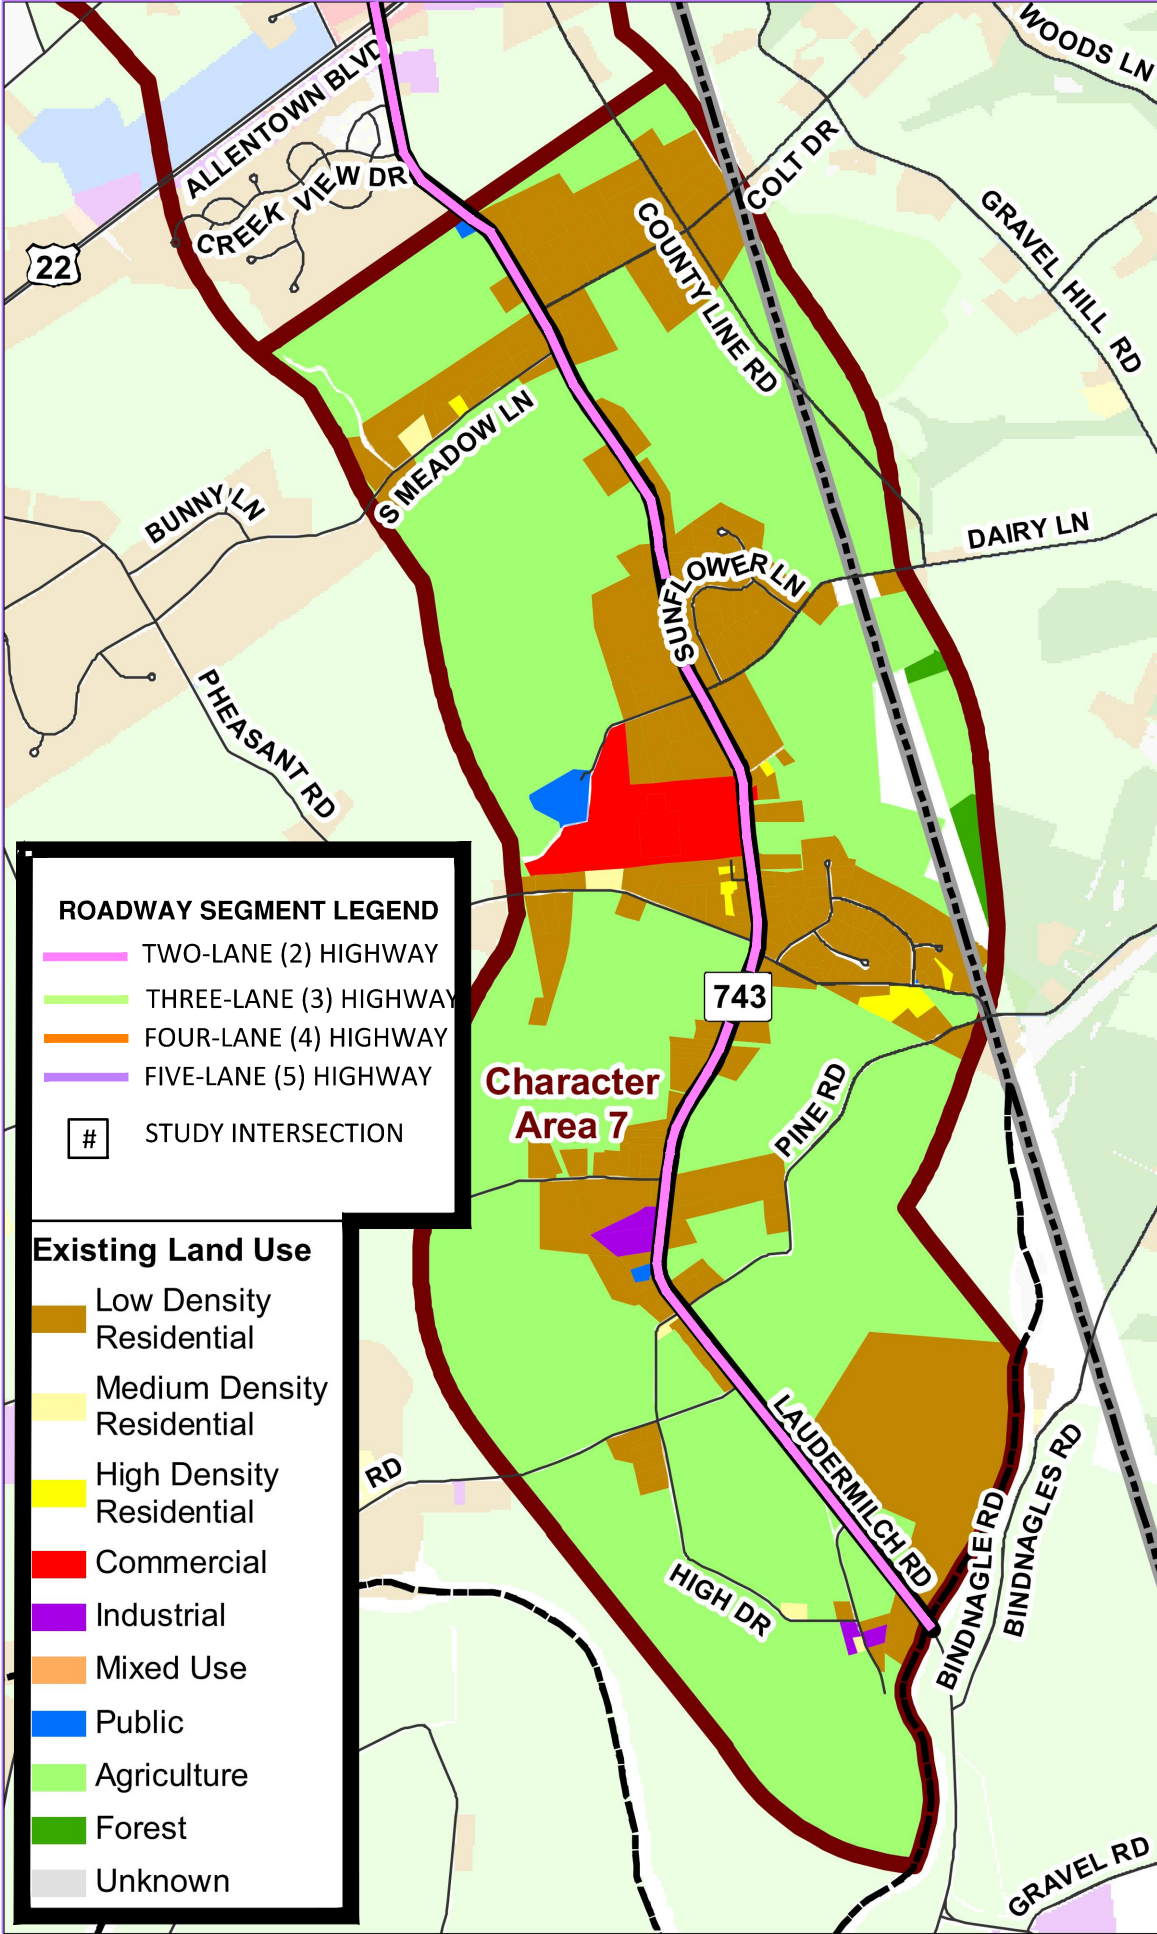 WOODS LN
ALLENTOWN BLVD
CREEK VIEW DR
COLT DR
22
COUNTY LINE RD
GRAVEL HILL RD
S MEADOW LN
BUNNY LN
DAIRY LN
SUNFLOWER LN
PHEASANT RD
ROADWAY SEGMENT LEGEND
TWO-LANE (2) HIGHWAY
THREE-LANE (3) HIGHWAY
FOUR-LANE (4) HIGHWAY
FIVE-LANE (5) HIGHWAY
# STUDY INTERSECTION
743
Character
Area 7
PINE RD
Existing Land Use
Low Density
Residential
Medium Density
Residential
High Density
Residential
Commercial
Industrial
Mixed Use
Public
Agriculture
Forest
Unknown
RD
LAUDERMILCH RD
HIGH DR
BINDNAGLE RD
BINDNAGLES RD
GRAVEL RD